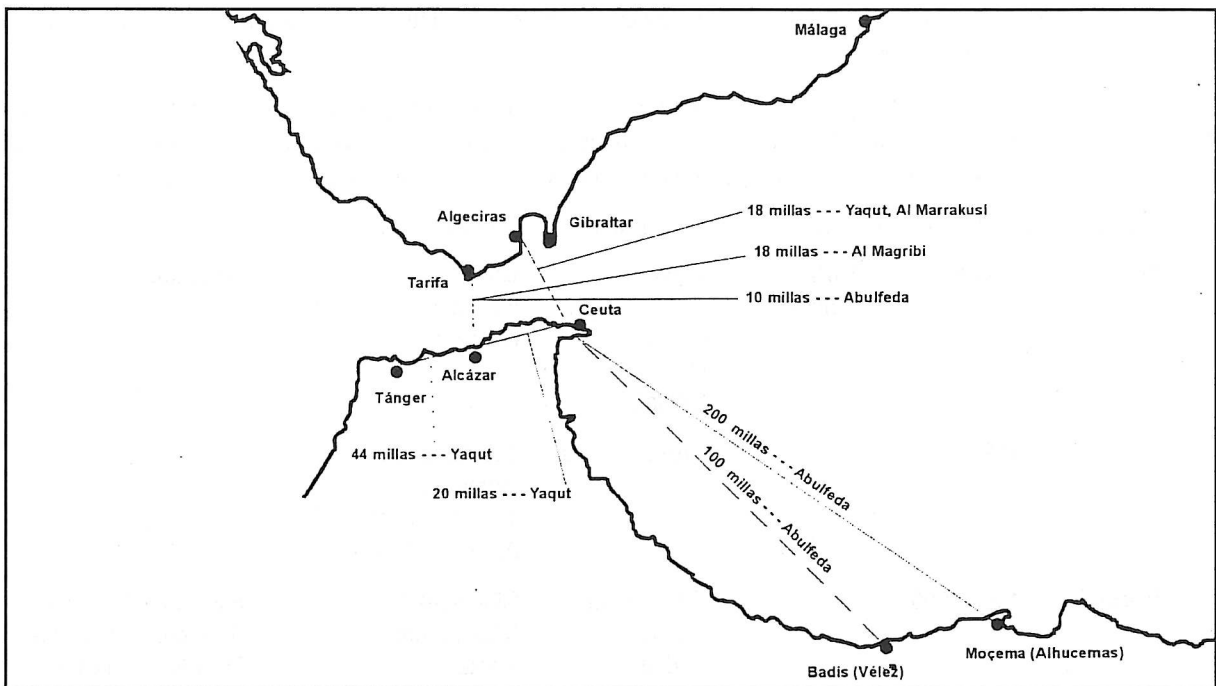 Málaga
Algeciras
Gibraltar
18 millas --- Yaqut, Al Marrakusi
18 millas --- Al Magribi
Tarifa
10 millas --- Abulfeda
Ceuta
Alcázar
Tánger
44 millas --- Yaqut
20 millas --- Yaqut
200 millas --- Abulfeda
100 millas --- Abulfeda
Badis (Vélez)
Moçema (Alhucemas)